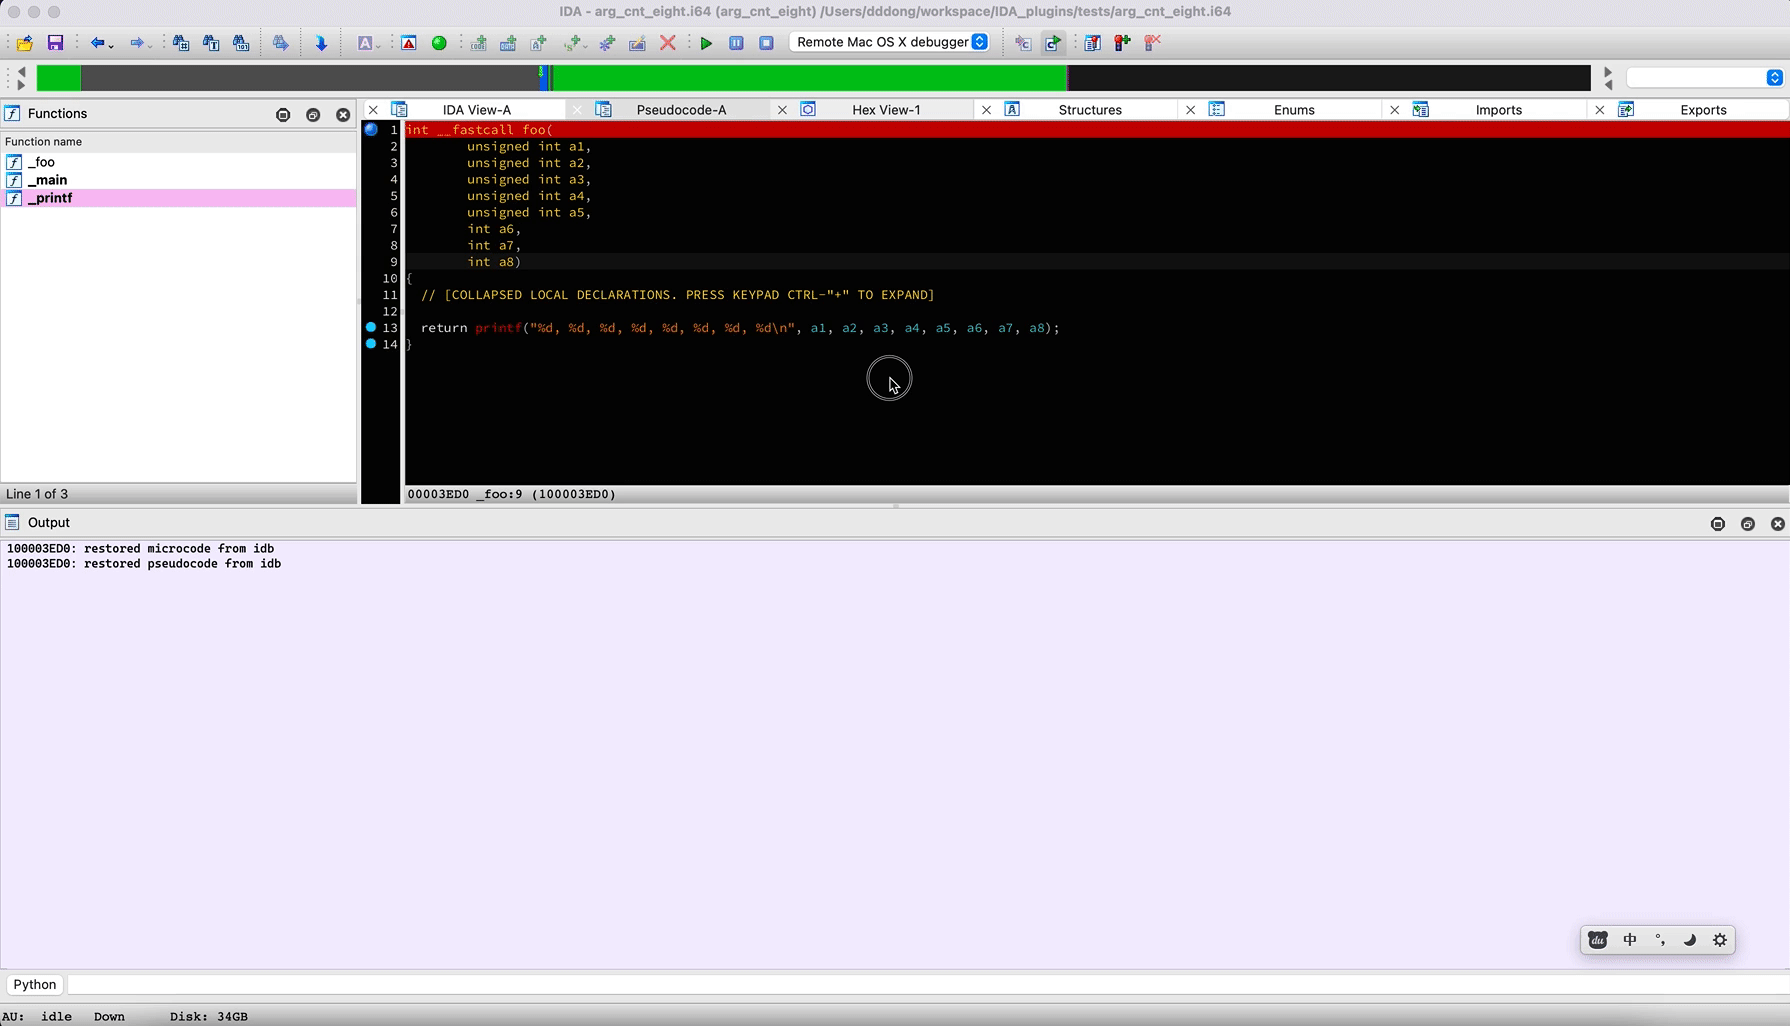 IDA - arg_cnt_eight.i64 (arg_cnt_eight) /Users/dddong/workspace/IDA_plugins/tests/arg_cnt_eight.i64
Remote Mac OS X debugger
Functions
IDA View-A
Pseudocode-A
Hex View-1
Structures
Enums
Imports
Exports
Function name
_foo
_main
_printf
Line 1 of 3
1 int __fastcall foo(
2 unsigned int a1,
3 unsigned int a2,
4 unsigned int a3,
5 unsigned int a4,
6 unsigned int a5,
7 int a6,
8 int a7,
9 int a8)
10 {
11 // [COLLAPSED LOCAL DECLARATIONS. PRESS KEYPAD CTRL-"+" TO EXPAND]
12
13 return printf("%d, %d, %d, %d, %d, %d, %d, %d\n", a1, a2, a3, a4, a5, a6, a7, a8);
14 }
00003ED0 _foo:9 (100003ED0)
Output
100003ED0: restored microcode from idb
100003ED0: restored pseudocode from idb
du 中 °,
Python
AU: idle Down Disk: 34GB